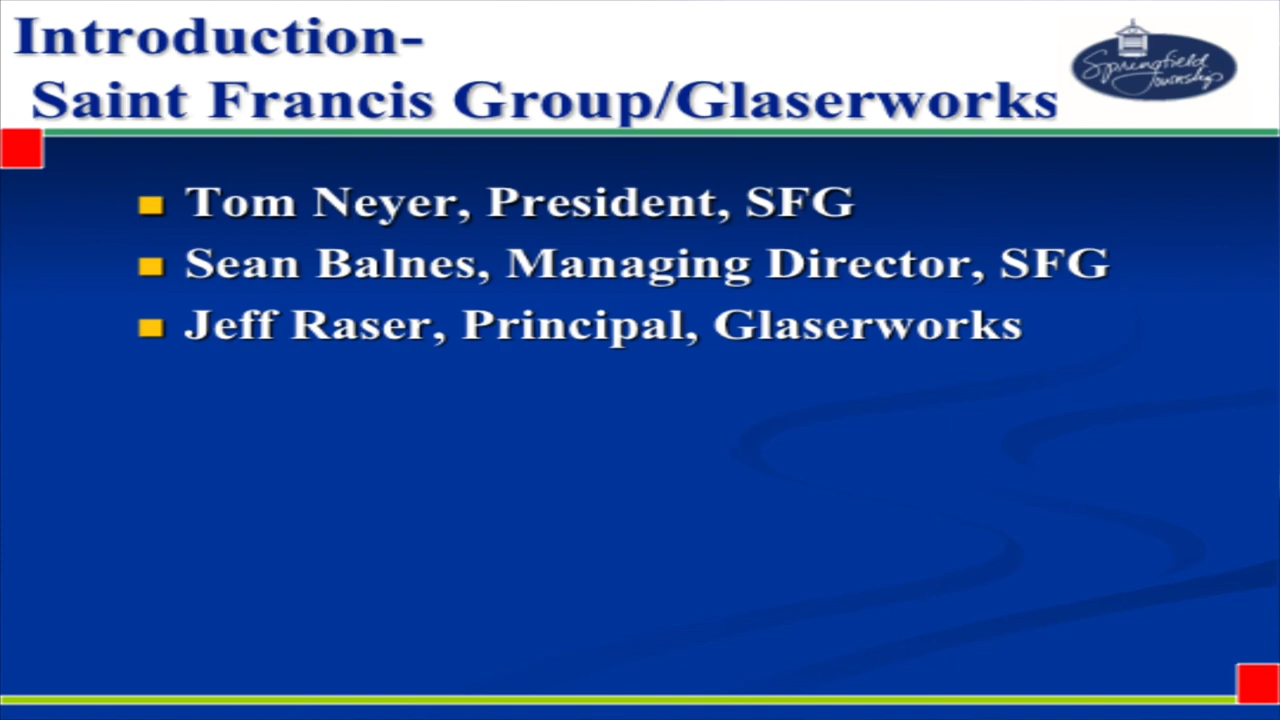 Introduction-
Saint Francis Group/Glaserworks
Springfield
Township
Tom Neyer, President, SFG
Sean Balnes, Managing Director, SFG
Jeff Raser, Principal, Glaserworks